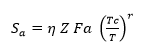 Sₐ = η Z Fa (Tc/T)ʳ